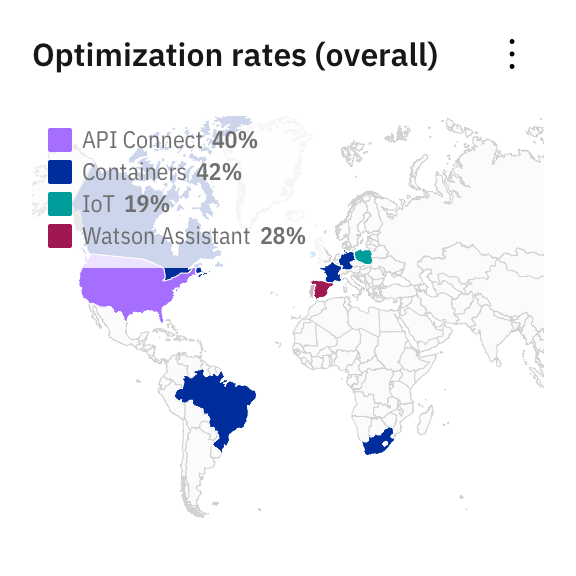 Optimization rates (overall)
API Connect 40%
Containers 42%
IoT 19%
Watson Assistant 28%